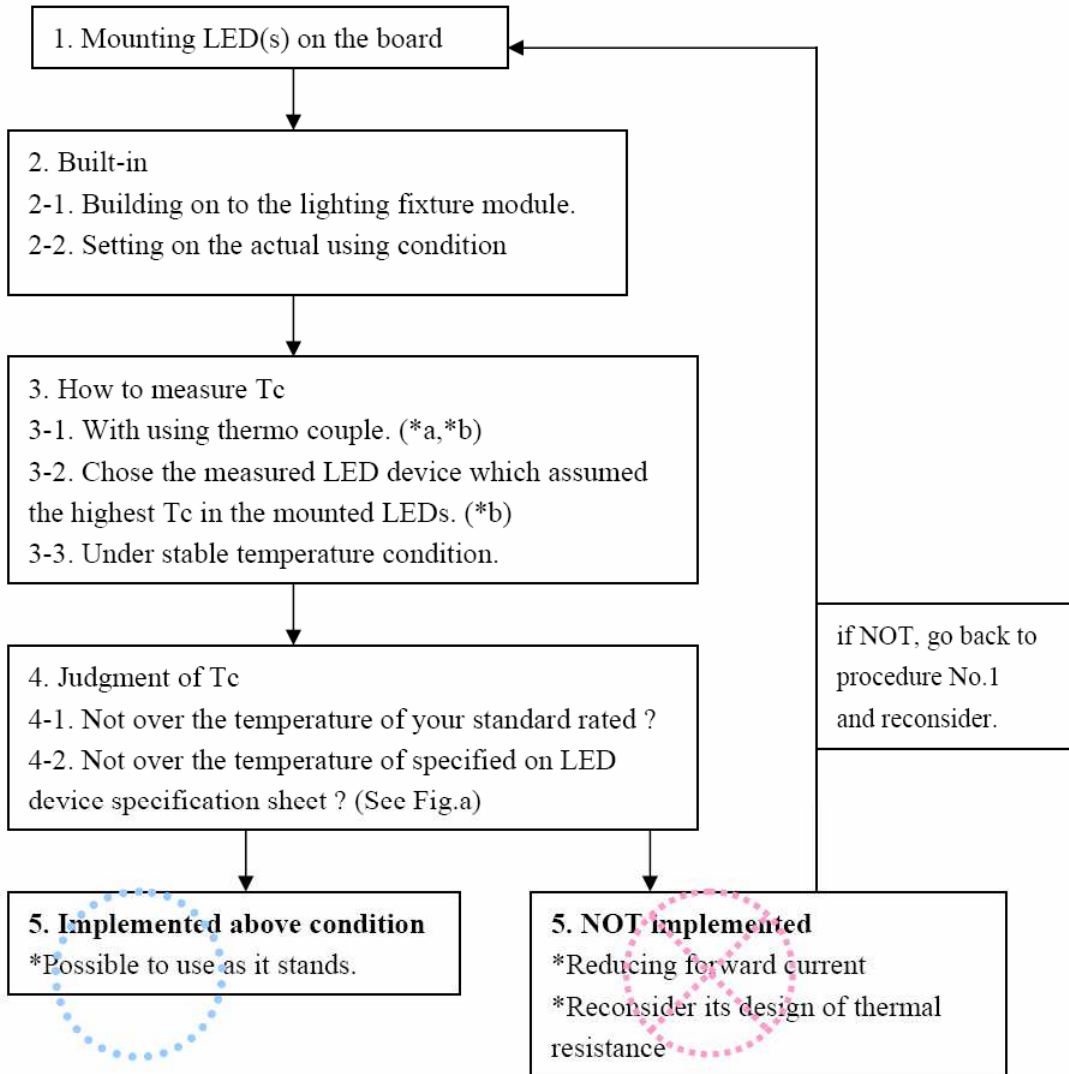 1. Mounting LED(s) on the board
2. Built-in
2-1. Building on to the lighting fixture module.
2-2. Setting on the actual using condition
3. How to measure Tc
3-1. With using thermo couple. (*a,*b)
3-2. Chose the measured LED device which assumed
the highest Tc in the mounted LEDs. (*b)
3-3. Under stable temperature condition.
4. Judgment of Tc
4-1. Not over the temperature of your standard rated ?
4-2. Not over the temperature of specified on LED
device specification sheet ? (See Fig.a)
if NOT, go back to
procedure No.1
and reconsider.
5. Implemented above condition
*Possible to use as it stands.
5. NOT implemented
*Reducing forward current
*Reconsider its design of thermal
resistance